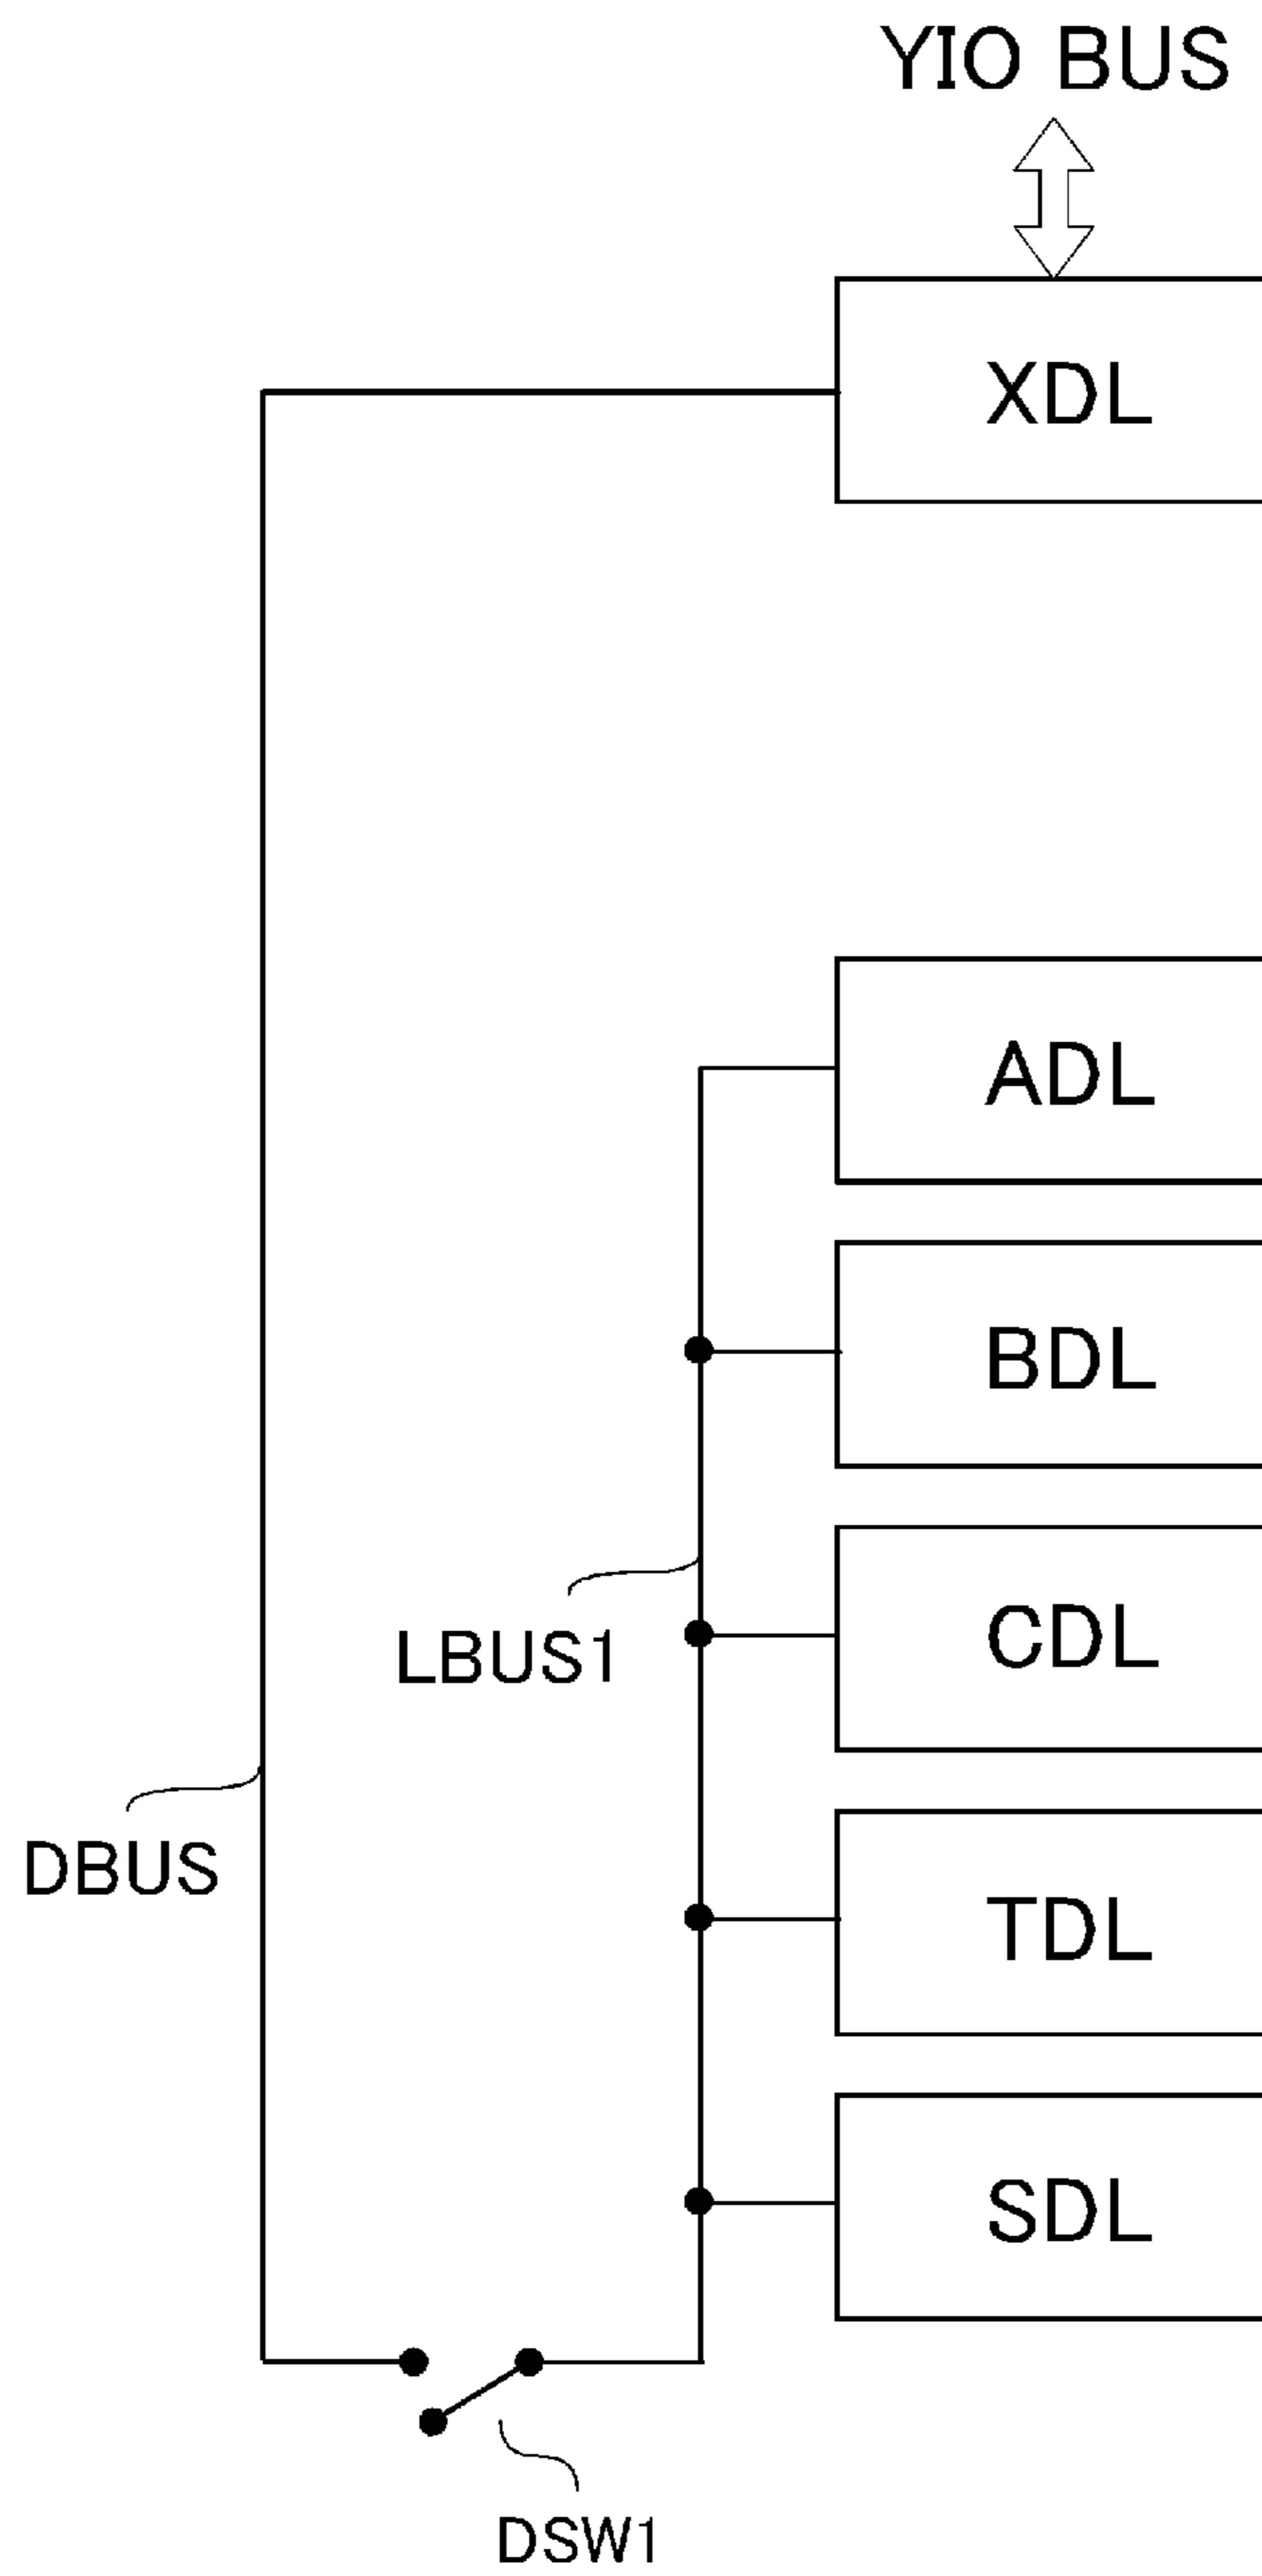 YIO BUS
XDL
ADL
BDL
CDL
LBUS1
DBUS
TDL
SDL
DSW1